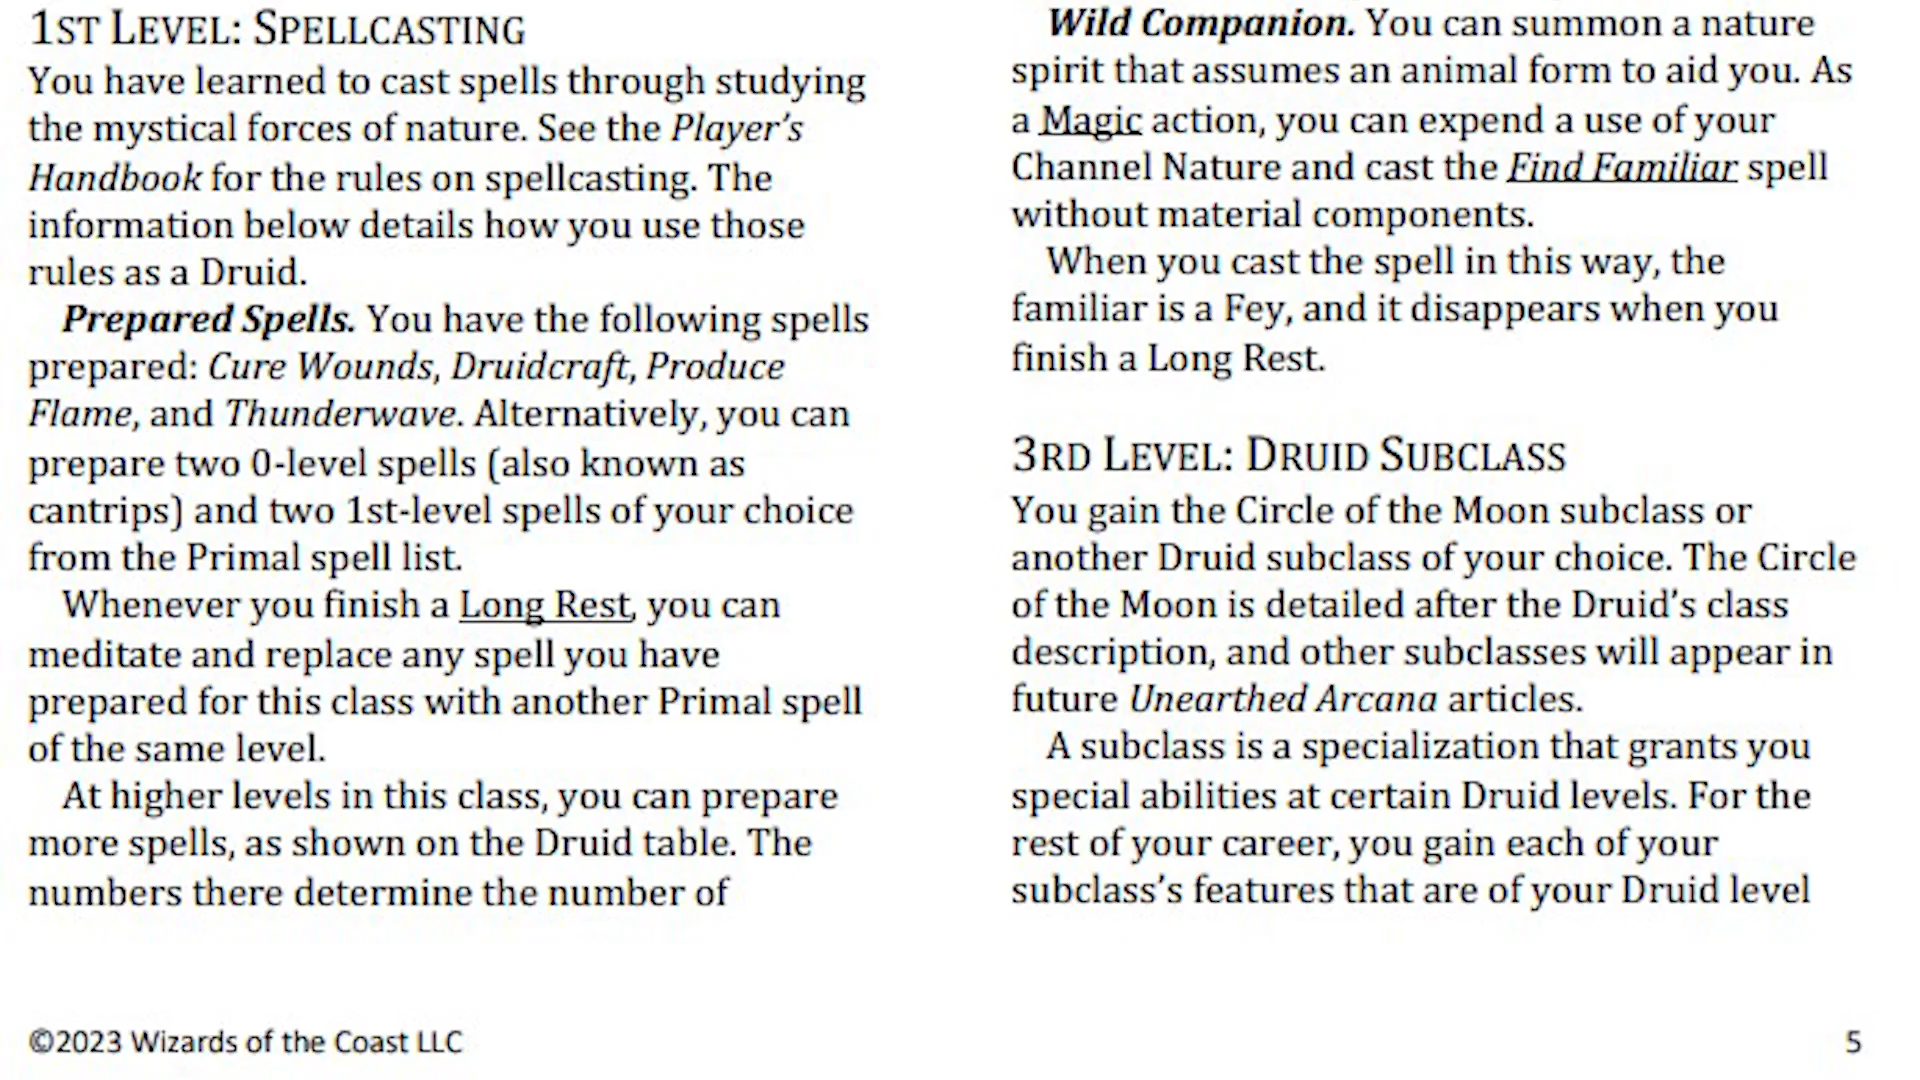 1ST LEVEL: SPELLCASTING
You have learned to cast spells through studying
the mystical forces of nature. See the Player's
Handbook for the rules on spellcasting. The
information below details how you use those
rules as a Druid.
Prepared Spells. You have the following spells
prepared: Cure Wounds, Druidcraft, Produce
Flame, and Thunderwave. Alternatively, you can
prepare two 0-level spells (also known as
cantrips) and two 1st-level spells of your choice
from the Primal spell list.
Whenever you finish a Long Rest, you can
meditate and replace any spell you have
prepared for this class with another Primal spell
of the same level.
At higher levels in this class, you can prepare
more spells, as shown on the Druid table. The
numbers there determine the number of
Wild Companion. You can summon a nature
spirit that assumes an animal form to aid you. As
a Magic action, you can expend a use of your
Channel Nature and cast the Find Familiar spell
without material components.
When you cast the spell in this way, the
familiar is a Fey, and it disappears when you
finish a Long Rest.
3RD LEVEL: DRUID SUBCLASS
You gain the Circle of the Moon subclass or
another Druid subclass of your choice. The Circle
of the Moon is detailed after the Druid's class
description, and other subclasses will appear in
future Unearthed Arcana articles.
A subclass is a specialization that grants you
special abilities at certain Druid levels. For the
rest of your career, you gain each of your
subclass's features that are of your Druid level
©2023 Wizards of the Coast LLC
5